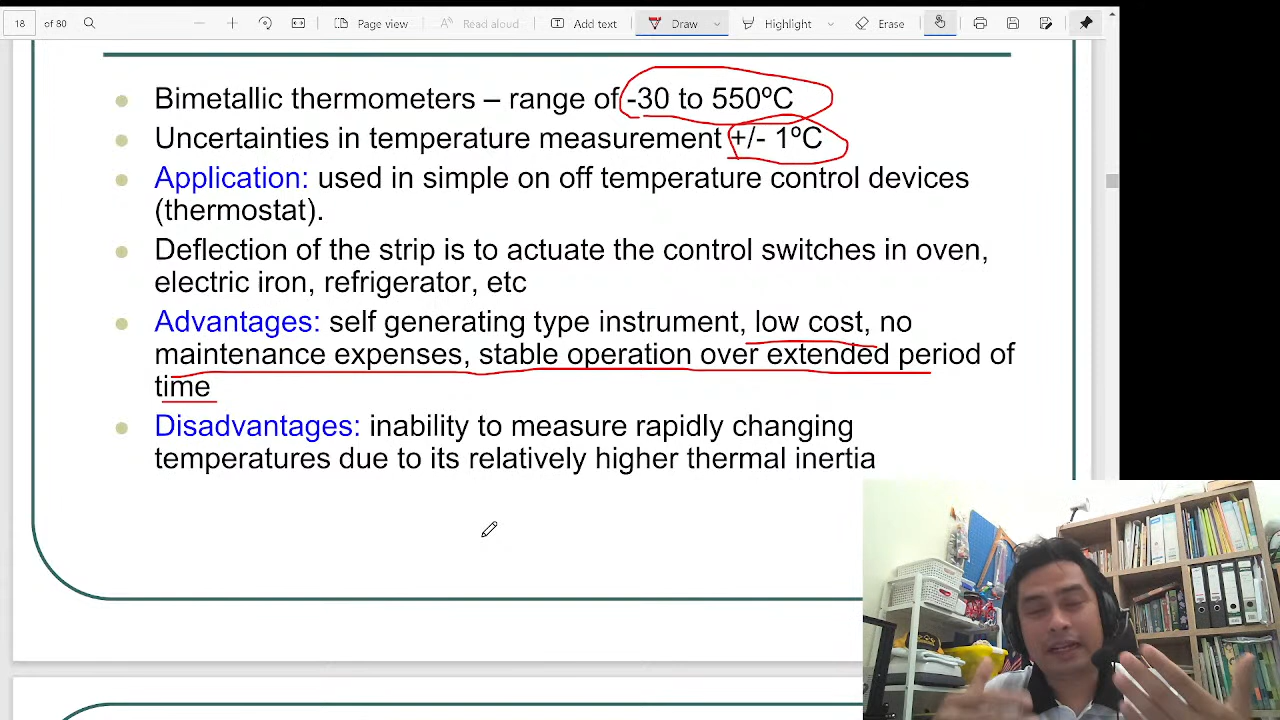 18 of 80 Page view Read aloud Add text Draw Highlight Erase
Bimetallic thermometers – range of -30 to 550ºC
Uncertainties in temperature measurement +/- 1ºC
Application: used in simple on off temperature control devices
(thermostat).
Deflection of the strip is to actuate the control switches in oven,
electric iron, refrigerator, etc
Advantages: self generating type instrument, low cost, no
maintenance expenses, stable operation over extended period of
time
Disadvantages: inability to measure rapidly changing
temperatures due to its relatively higher thermal inertia